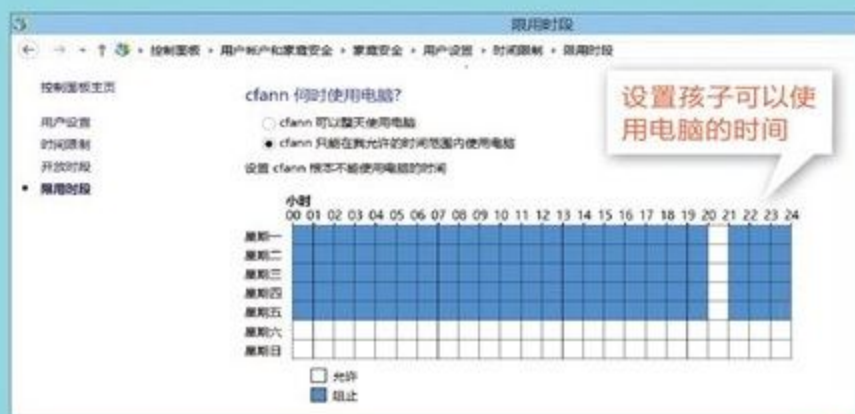 限用时段
控制面板 ▸ 用户帐户和家庭安全 ▸ 家庭安全 ▸ 用户设置 ▸ 时间限制 ▸ 限用时段
控制面板主页
用户设置
时间限制
开放时段
限用时段
cfann 何时使用电脑?
cfann 可以整天使用电脑
cfann 只能在我允许的时间范围内使用电脑
设置 cfann 根本不能使用电脑的时间
设置孩子可以使
用电脑的时间
小时
00 01 02 03 04 05 06 07 08 09 10 11 12 13 14 15 16 17 18 19 20 21 22 23 24
星期一
星期二
星期三
星期四
星期五
星期六
星期日
允许
阻止